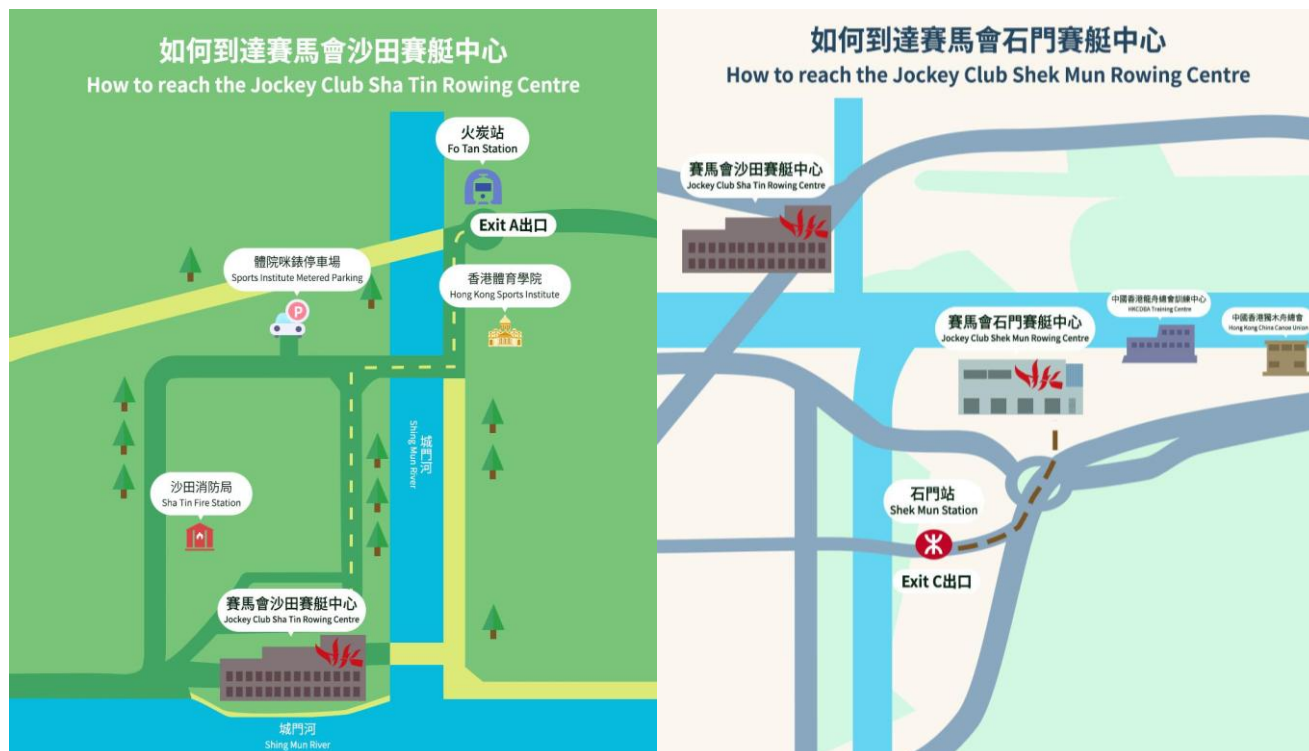 如何到達賽馬會沙田賽艇中心
How to reach the Jockey Club Sha Tin Rowing Centre
火炭站
Fo Tan Station
Exit A出口
體院咪錶停車場
Sports Institute Metered Parking
P
香港體育學院
Hong Kong Sports Institute
城門河
Shing Mun River
沙田消防局
Sha Tin Fire Station
賽馬會沙田賽艇中心
Jockey Club Sha Tin Rowing Centre
城門河
Shing Mun River
如何到達賽馬會石門賽艇中心
How to reach the Jockey Club Shek Mun Rowing Centre
賽馬會沙田賽艇中心
Jockey Club Sha Tin Rowing Centre
中國香港龍舟總會訓練中心
HKCDBA Training Centre
中國香港獨木舟總會
Hong Kong China Canoe Union
賽馬會石門賽艇中心
Jockey Club Shek Mun Rowing Centre
石門站
Shek Mun Station
Exit C出口